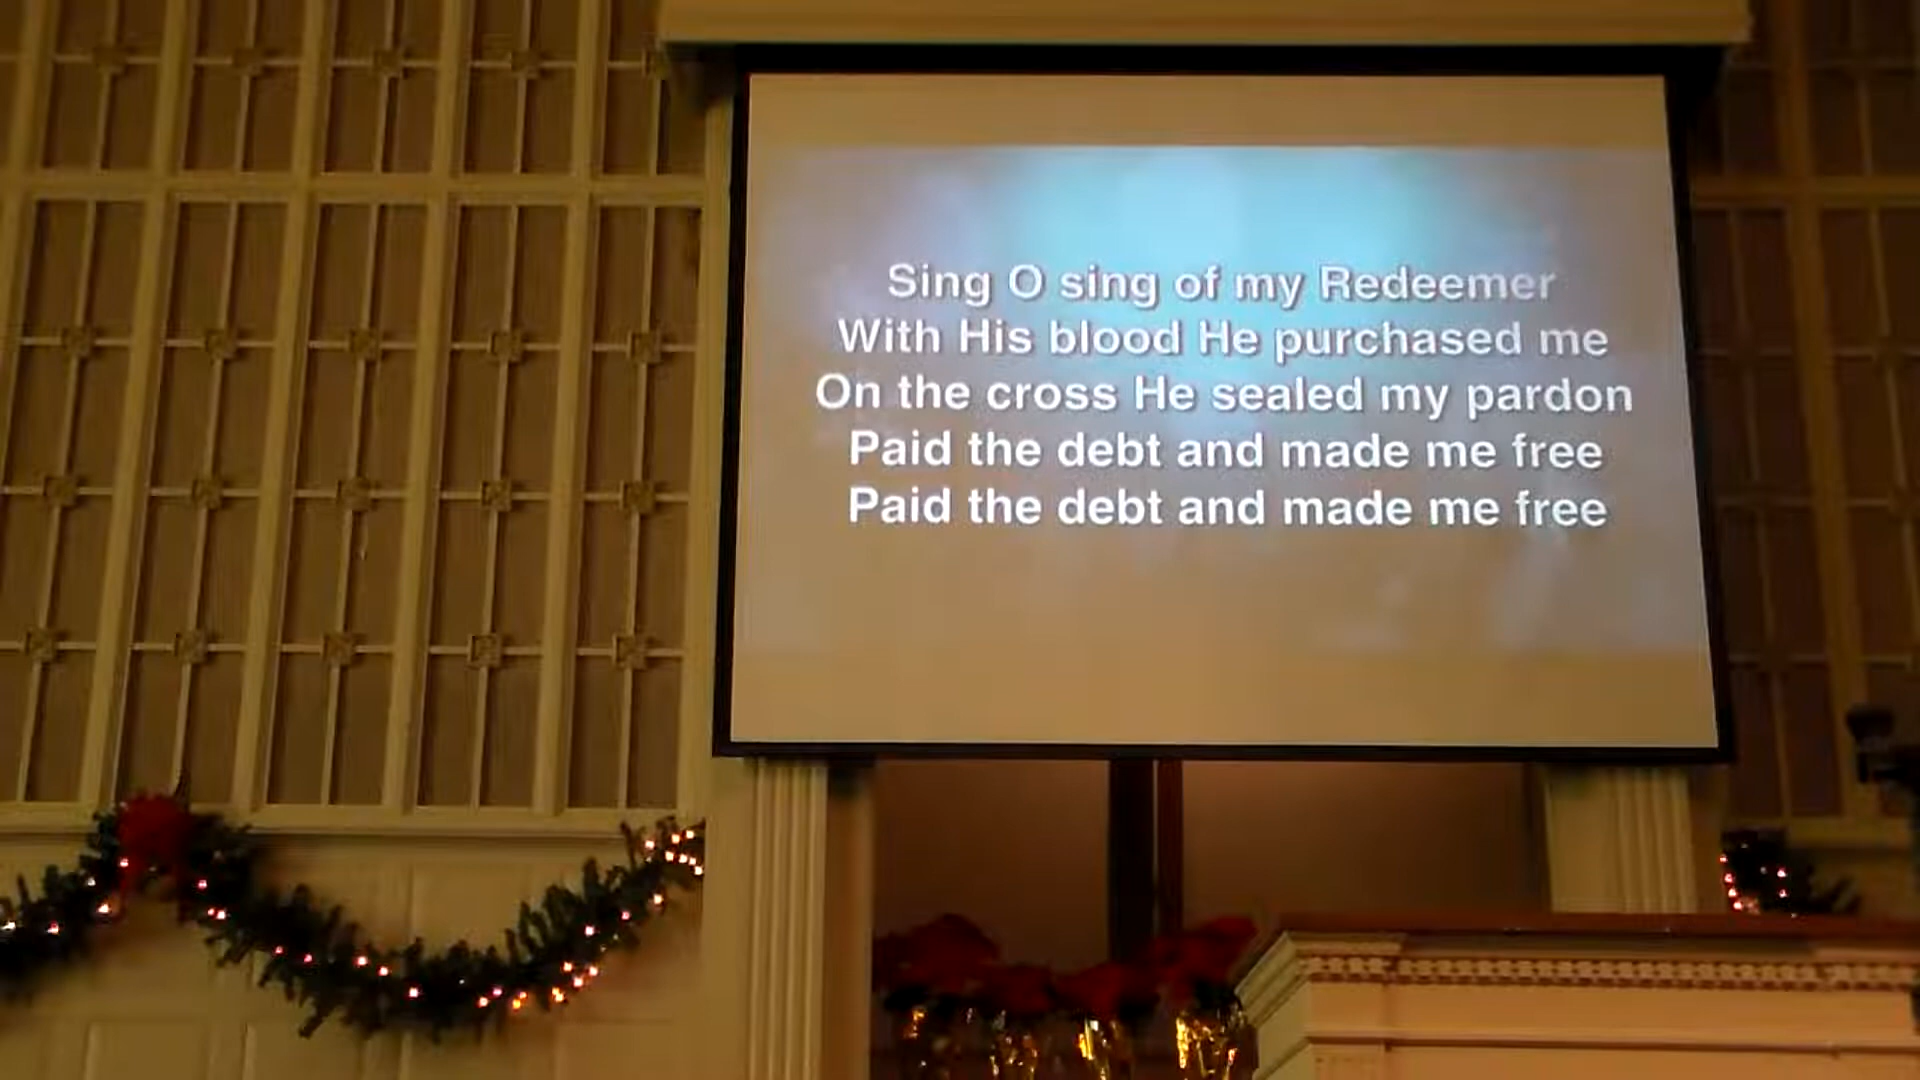 Sing O sing of my Redeemer
With His blood He purchased me
On the cross He sealed my pardon
Paid the debt and made me free
Paid the debt and made me free